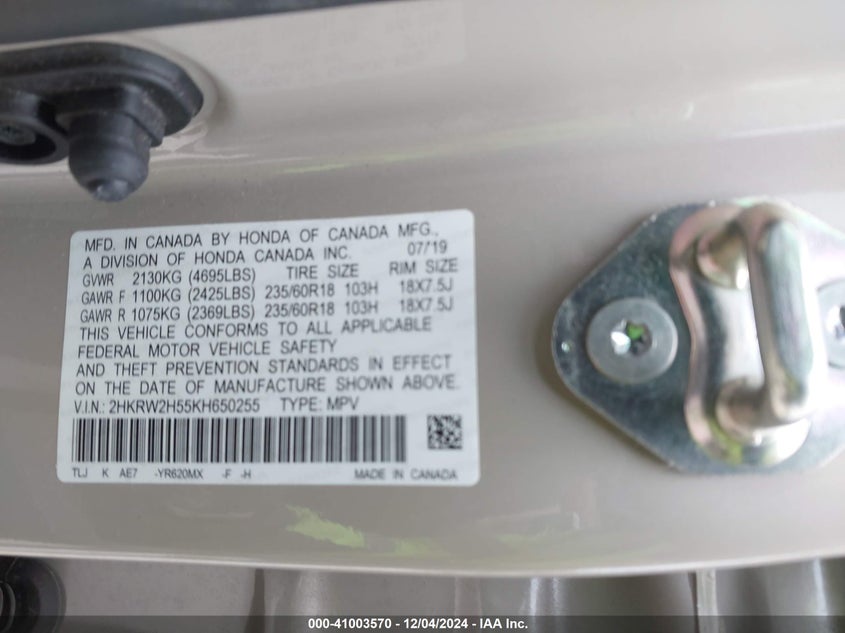 MFD. IN CANADA BY HONDA OF CANADA MFG.,
A DIVISION OF HONDA CANADA INC. 07/19
GVWR 2130KG (4695LBS) TIRE SIZE RIM SIZE
GAWR F 1100KG (2425LBS) 235/60R18 103H 18X7.5J
GAWR R 1075KG (2369LBS) 235/60R18 103H 18X7.5J
THIS VEHICLE CONFORMS TO ALL APPLICABLE
FEDERAL MOTOR VEHICLE SAFETY
AND THEFT PREVENTION STANDARDS IN EFFECT
ON THE DATE OF MANUFACTURE SHOWN ABOVE.
V.I.N.: 2HKRW2H55KH650255 TYPE: MPV
TLJ K AE7 -YR620MX -F -H MADE IN CANADA
000-41003570 - 12/04/2024 - IAA Inc.